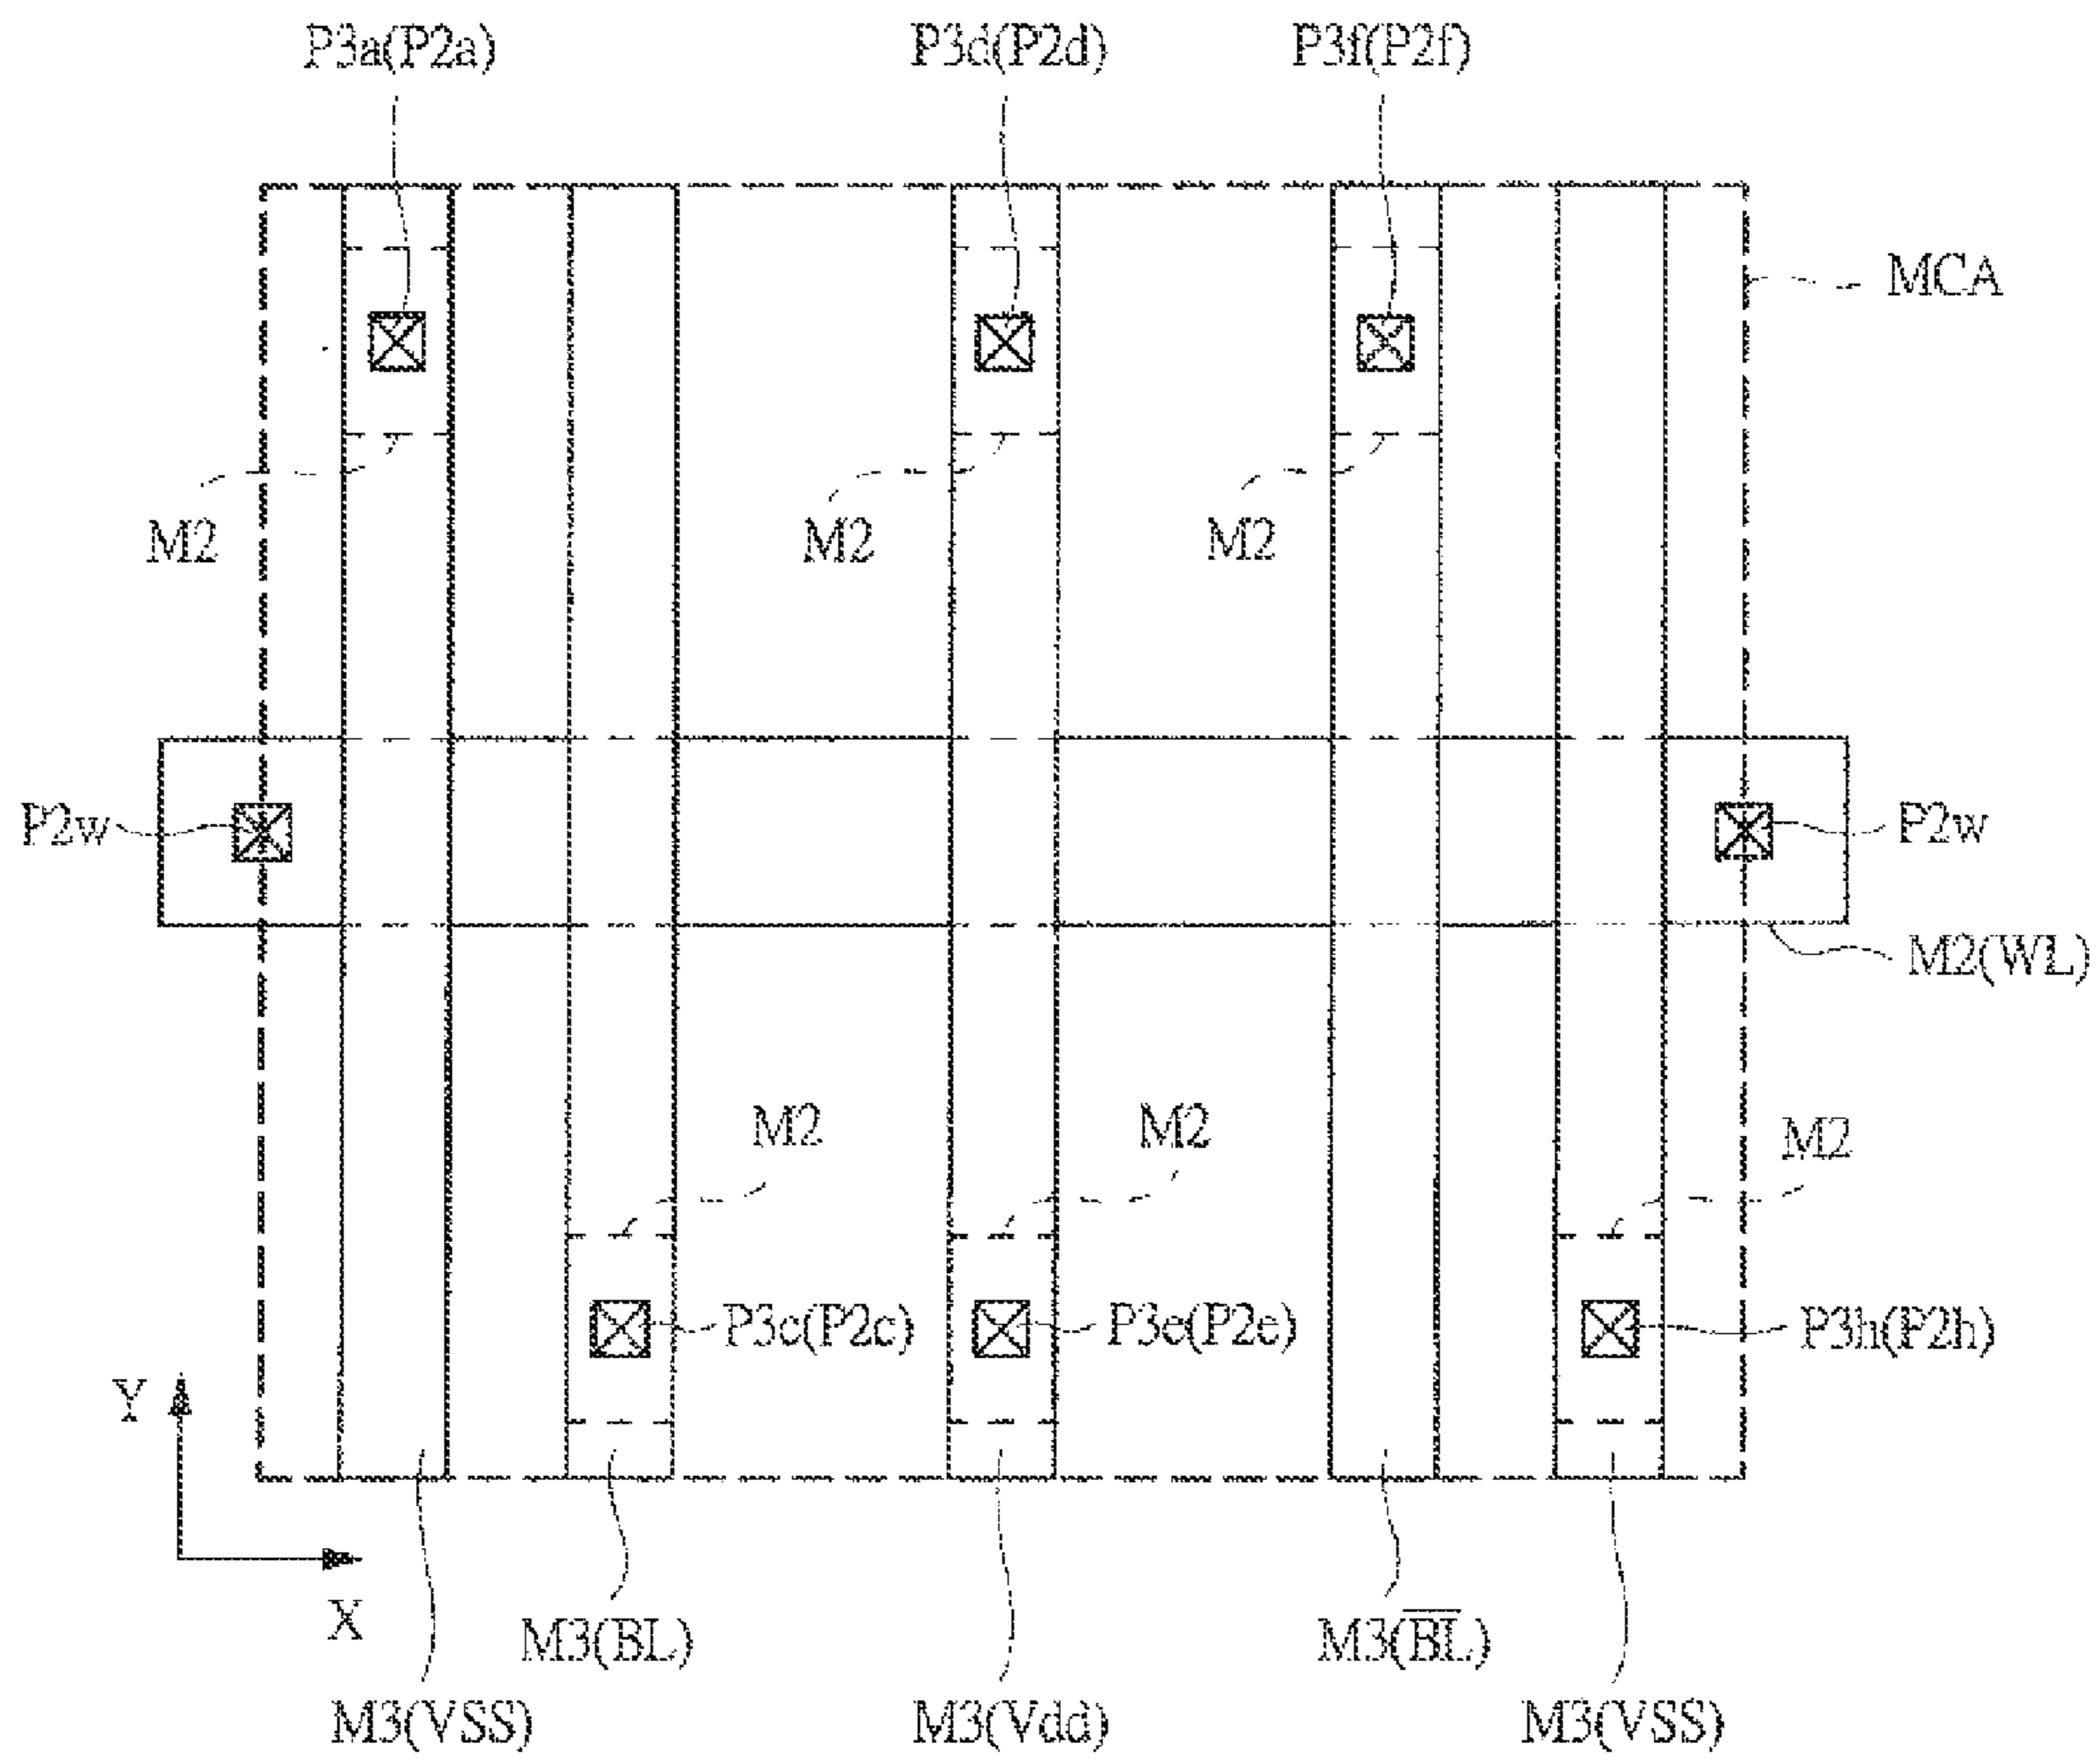 P3a(P2a) P3d(P2d) P3f(P2f)
MCA
M2 M2 M2
P2w P2w
M2(WL)
M2 M2 M2
P3c(P2c) P3e(P2e) P3h(P2h)
Y
X
M3(BL) M3(B̅L̅)
M3(VSS) M3(Vdd) M3(VSS)